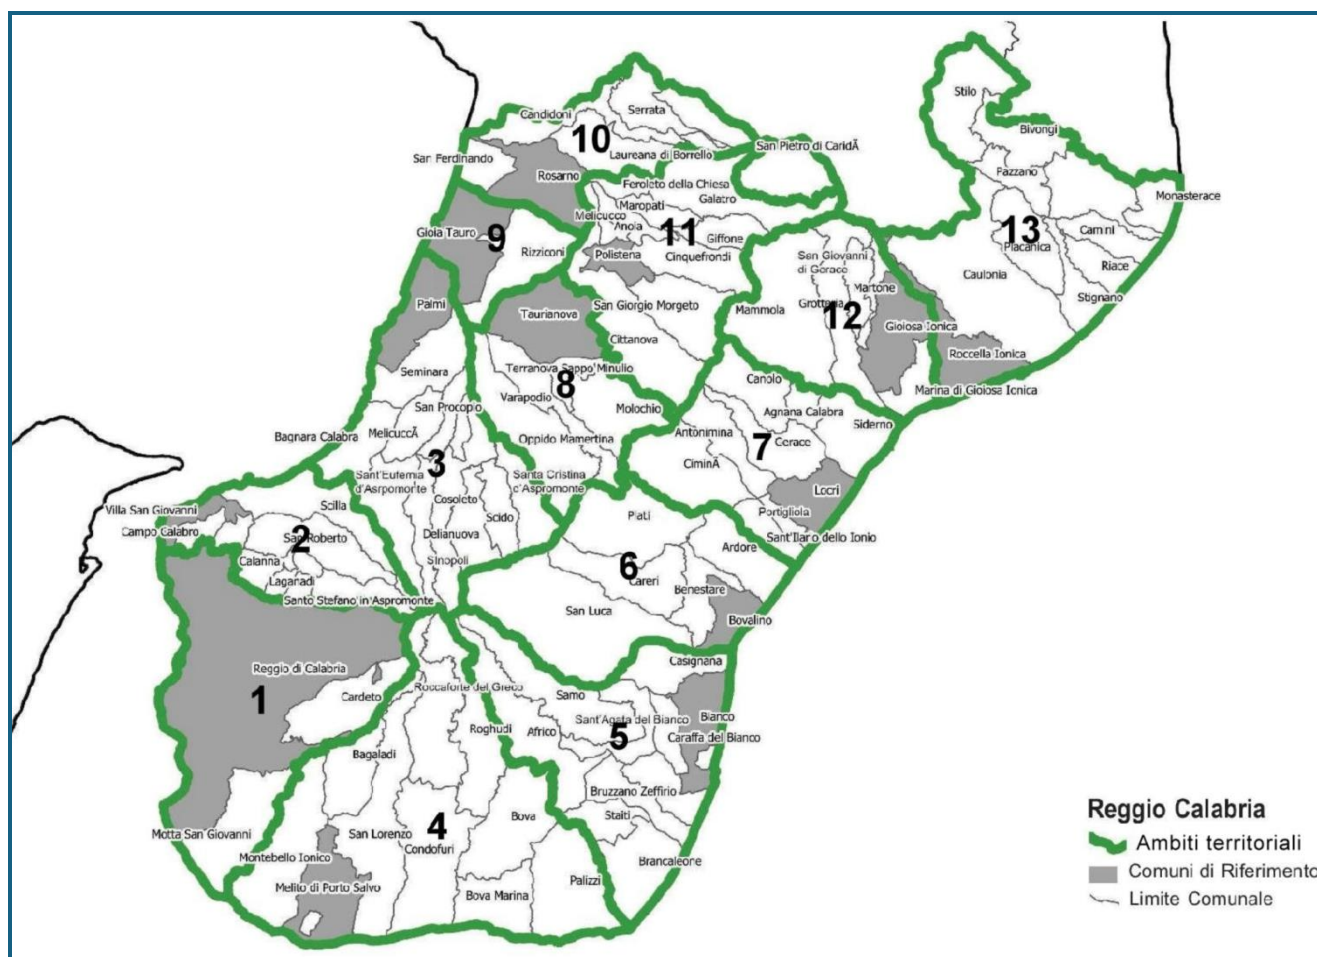 Stilo
Serrata
Candidoni
Bivongi
10
San Pietro di CaridÃ
Laureana di Borrello
San Ferdinando
Pazzano
Rosarno
Feroleto della Chiesa
Monasterace
Galatro
Maropati
Melicucco
Anoia
13
Gioia Tauro
9
11
Giffone
Camini
Placanica
Rizziconi
Polistena
Cinquefrondi
San Giovanni
di Gerace
Riace
Caulonia
Martone
Stignano
Palmi
San Giorgio Morgeto
Grotteria
Mammola
Taurianova
12
Gioiosa Ionica
Cittanova
Roccella Ionica
Seminara
Terranova Sappo Minulio
Canolo
8
Marina di Gioiosa Ionica
Varapodio
San Procopio
Molochio
Agnana Calabra
Siderno
MelicuccÃ
Antonimina
Bagnara Calabra
Oppido Mamertina
7
Gerace
3
CiminÃ
Sant'Eufemia
d'Asrpomonte
Santa Cristina
d'Aspromonte
Locri
Cosoleto
Scilla
Villa San Giovanni
Portigliola
Scido
Plati
Campo Calabro
Delianuova
Sant'Ilario dello Ionio
2
San Roberto
Ardore
Calanna
Sinopoli
6
Laganadi
Careri
Benestare
Santo Stefano in Aspromonte
San Luca
Bovalino
Casignana
Reggio di Calabria
Roccaforte del Greco
1
Cardeto
Samo
Sant'Agata del Bianco
Bianco
Roghudi
Africo
5
Caraffa del Bianco
Bagaladi
Bruzzano Zeffirio
Reggio Calabria
Bova
Staiti
Motta San Giovanni
San Lorenzo
4
Ambiti territoriali
Condofuri
Montebello Ionico
Brancaleone
Comuni di Riferimento
Melito di Porto Salvo
Palizzi
Bova Marina
Limite Comunale